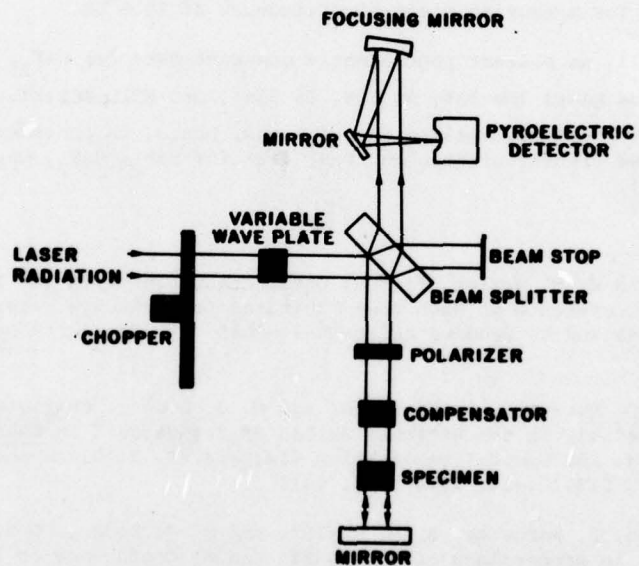 FOCUSING MIRROR
MIRROR
PYROELECTRIC
DETECTOR
VARIABLE
WAVE PLATE
LASER
RADIATION
BEAM STOP
BEAM SPLITTER
CHOPPER
POLARIZER
COMPENSATOR
SPECIMEN
MIRROR